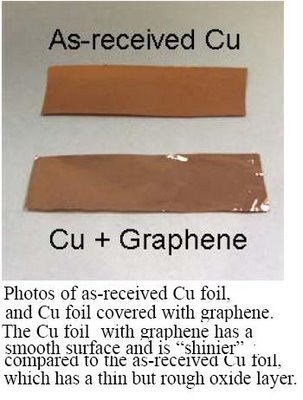 As-received Cu
Cu + Graphene
Photos of as-received Cu foil,
and Cu foil covered with graphene.
The Cu foil with graphene has a
smooth surface and is “shinier”
compared to the as-received Cu foil,
which has a thin but rough oxide layer.